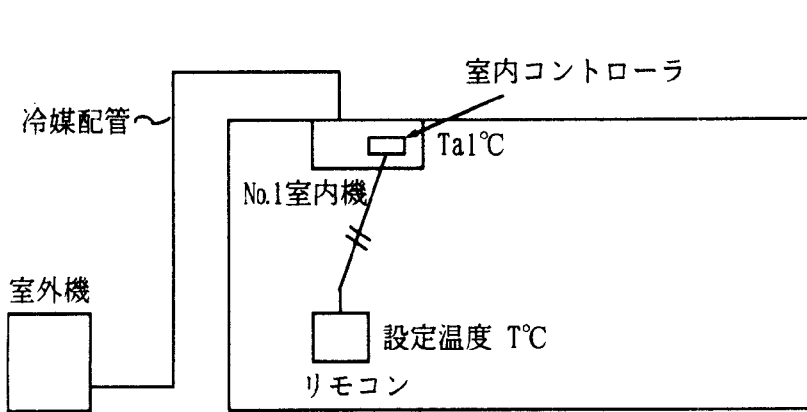 室内コントローラ
冷媒配管
Ta1℃
No.1室内機
室外機
設定温度 T℃
リモコン